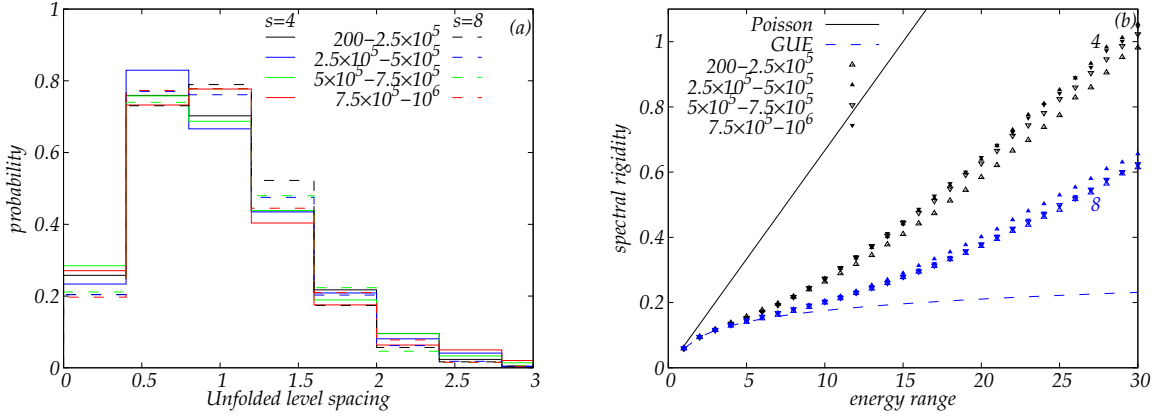 s=4 s=8 (a)
200−2.5×10^5
2.5×10^5−5×10^5
5×10^5−7.5×10^5
7.5×10^5−10^6
probability
1
0.8
0.6
0.4
0.2
0
0 0.5 1 1.5 2 2.5 3
Unfolded level spacing
Poisson (b)
GUE
200−2.5×10^5
2.5×10^5−5×10^5
5×10^5−7.5×10^5
7.5×10^5−10^6
4
8
spectral rigidity
1
0.8
0.6
0.4
0.2
0
0 5 10 15 20 25 30
energy range